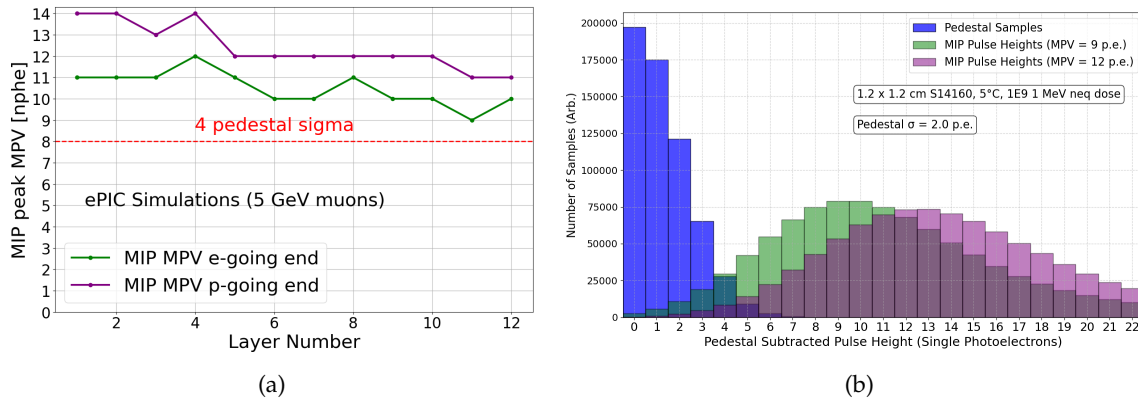 14
13
12
11
10
9
8
7
6
5
4
3
2
1
0
MIP peak MPV [nphe]
4 pedestal sigma
ePIC Simulations (5 GeV muons)
MIP MPV e-going end
MIP MPV p-going end
2 4 6 8 10 12
Layer Number
(a)
200000
175000
150000
125000
100000
75000
50000
25000
0
Number of Samples (Arb.)
Pedestal Samples
MIP Pulse Heights (MPV = 9 p.e.)
MIP Pulse Heights (MPV = 12 p.e.)
1.2 x 1.2 cm S14160, 5°C, 1E9 1 MeV neq dose
Pedestal σ = 2.0 p.e.
0 1 2 3 4 5 6 7 8 9 10 11 12 13 14 15 16 17 18 19 20 21 22
Pedestal Subtracted Pulse Height (Single Photoelectrons)
(b)